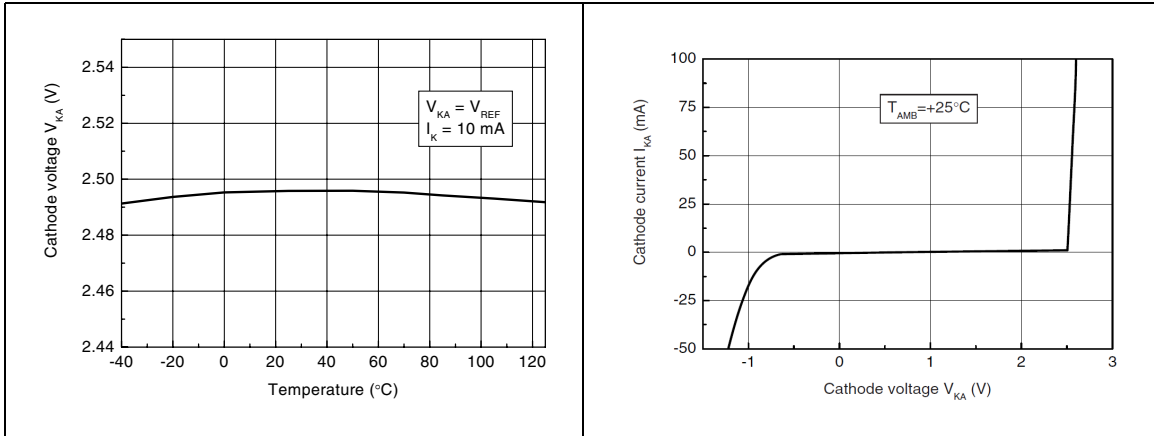 2.54
2.52
2.50
2.48
2.46
2.44
Cathode voltage V_KA (V)
V_KA = V_REF
I_K = 10 mA
-40 -20 0 20 40 60 80 100 120
Temperature (°C)
100
75
50
25
0
-25
-50
Cathode current I_KA (mA)
T_AMB=+25°C
-1 0 1 2 3
Cathode voltage V_KA (V)